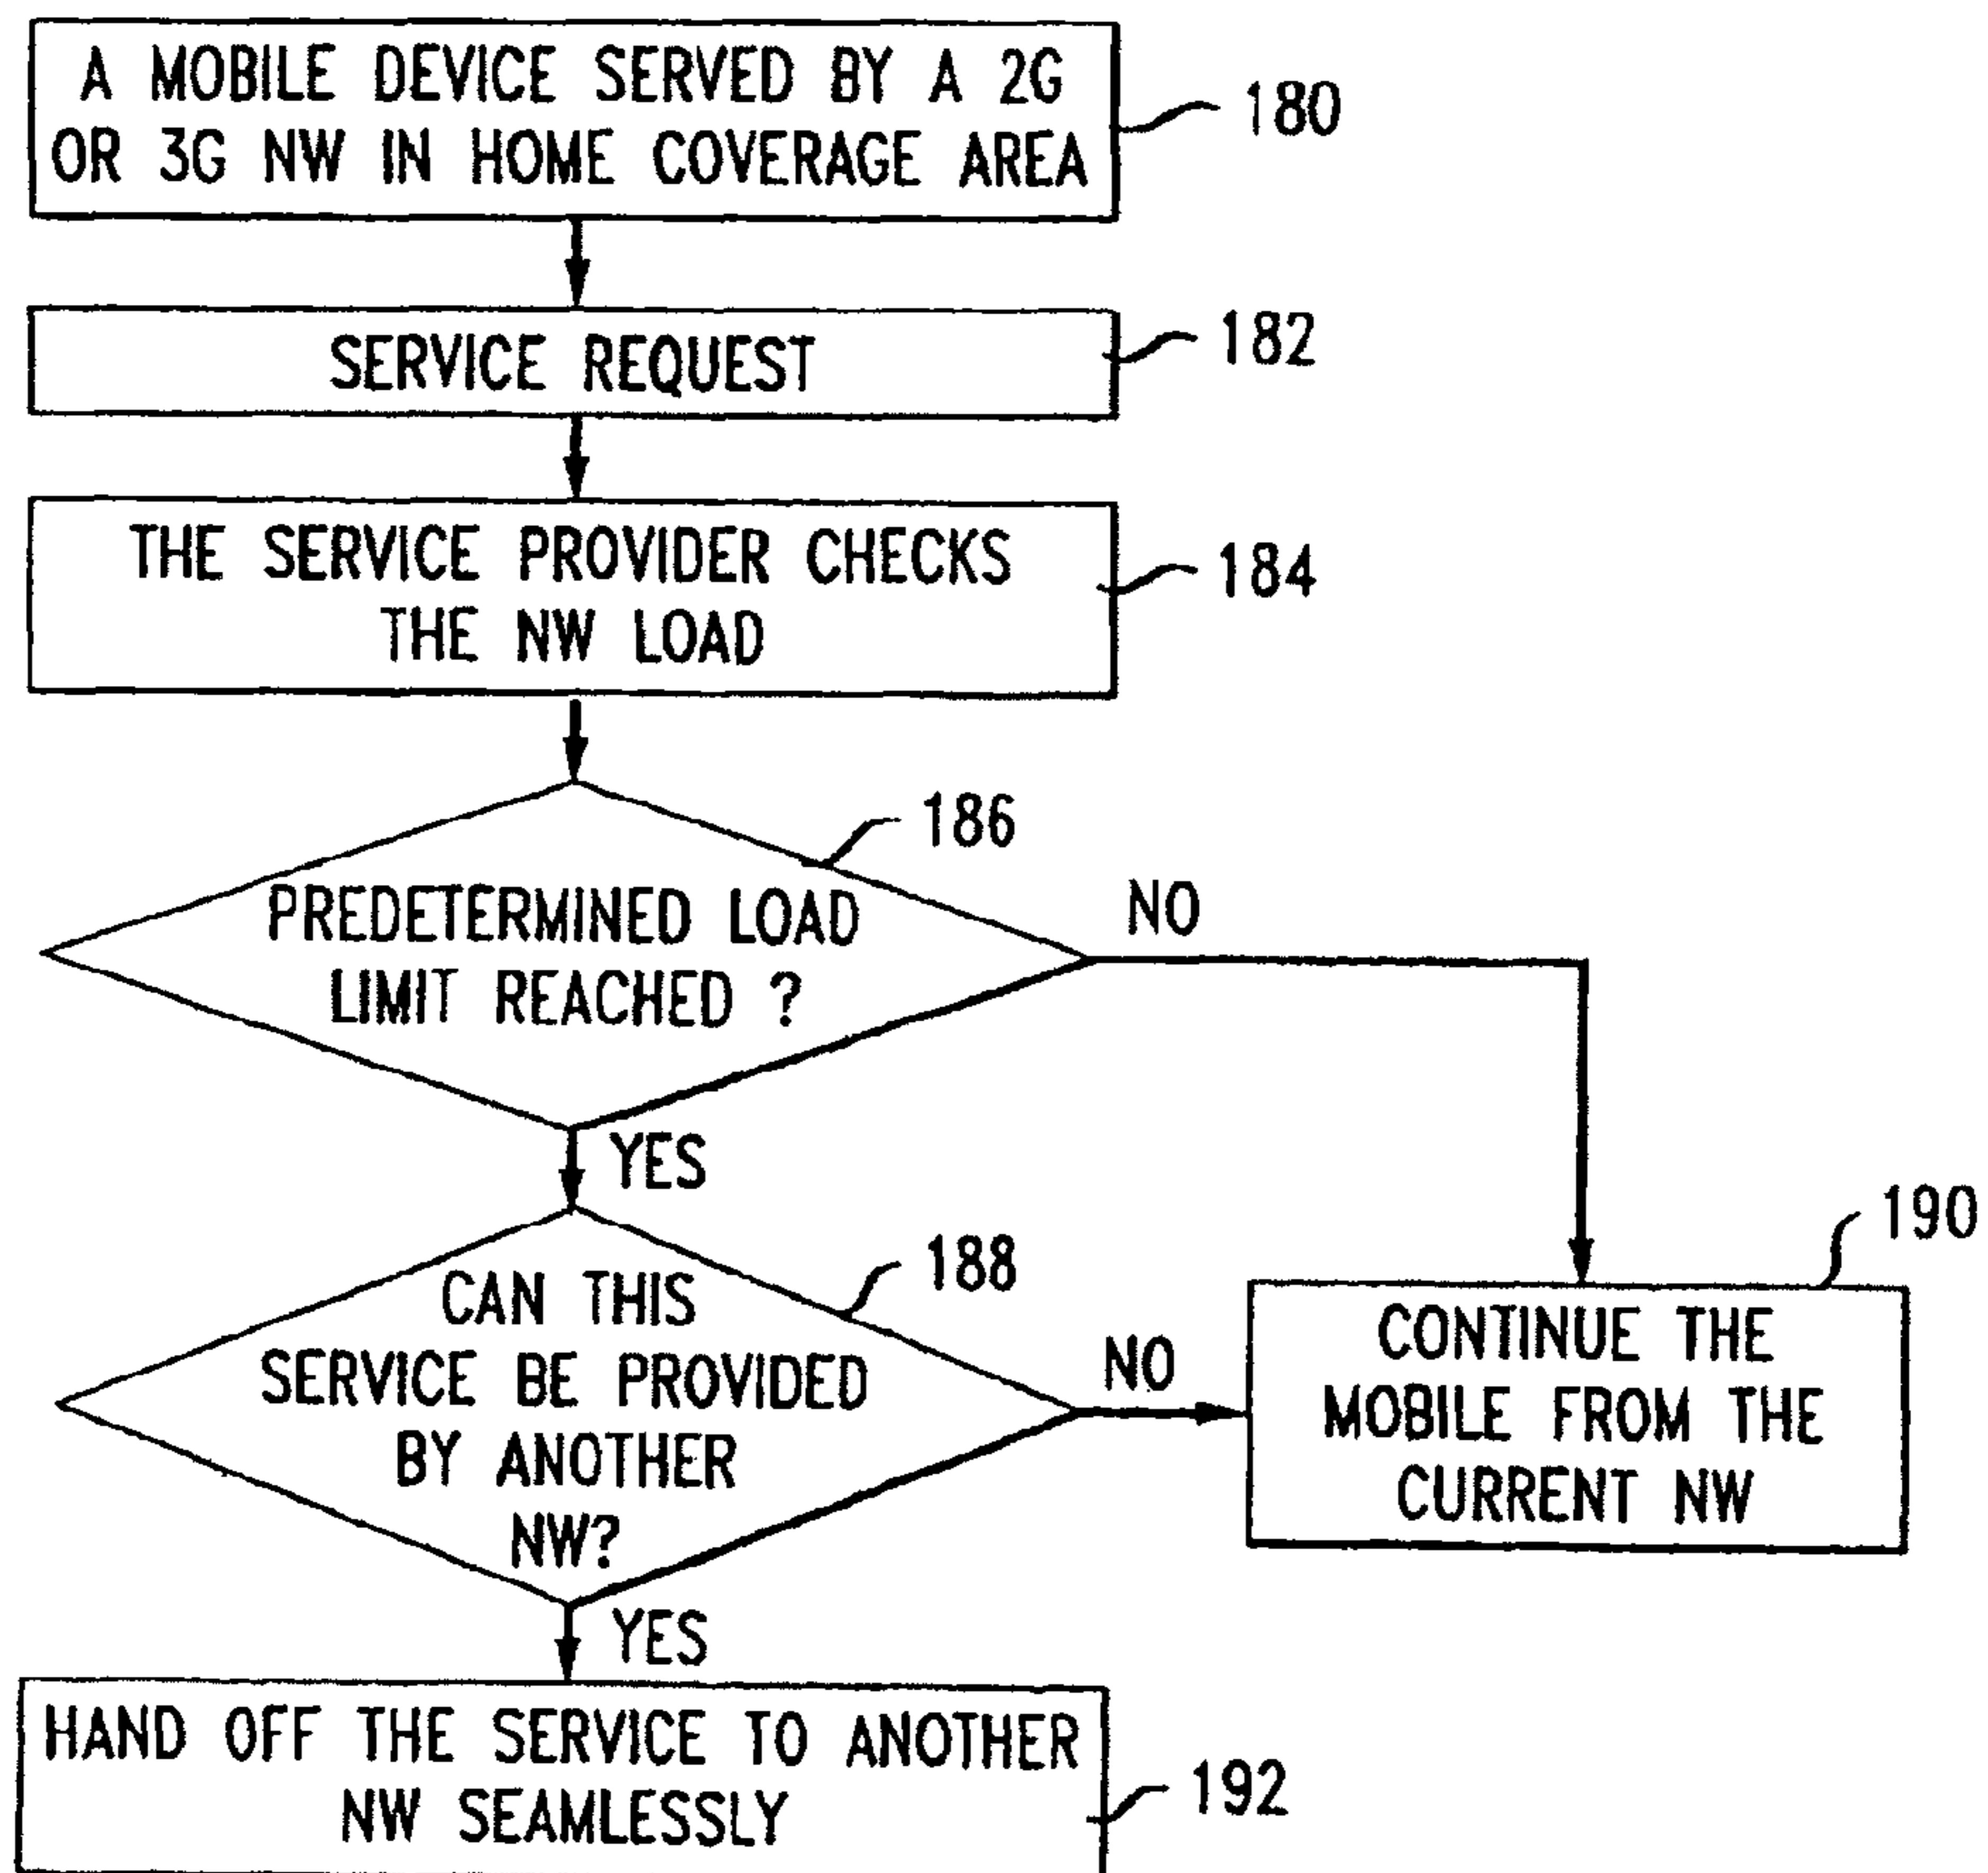 A MOBILE DEVICE SERVED BY A 2G
OR 3G NW IN HOME COVERAGE AREA
180
SERVICE REQUEST
182
THE SERVICE PROVIDER CHECKS
THE NW LOAD
184
186
PREDETERMINED LOAD
LIMIT REACHED ?
NO
YES
188
CAN THIS
SERVICE BE PROVIDED
BY ANOTHER
NW?
NO
190
CONTINUE THE
MOBILE FROM THE
CURRENT NW
YES
HAND OFF THE SERVICE TO ANOTHER
NW SEAMLESSLY
192